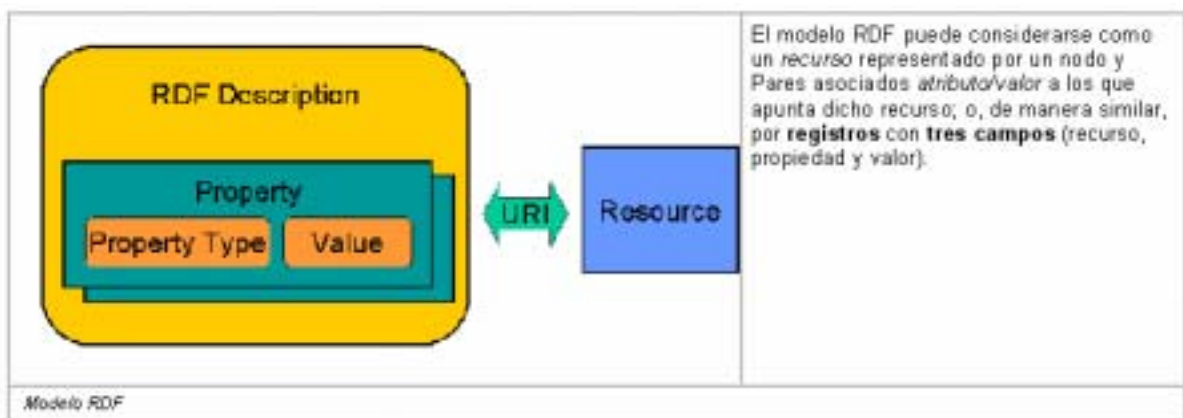 RDF Description
Property
Property Type
Value
URI
Resource
El modelo RDF puede considerarse como
un recurso representado por un nodo y
Pares asociados atributo/valor a los que
apunta dicho recurso; o, de manera similar,
por registros con tres campos (recurso,
propiedad y valor).
Modelo RDF